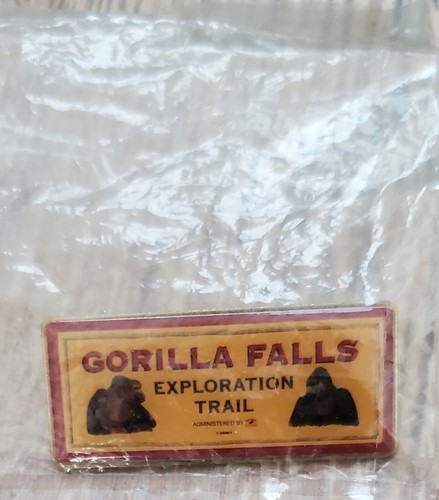 GORILLA FALLS
EXPLORATION
TRAIL
ADMINISTERED BY